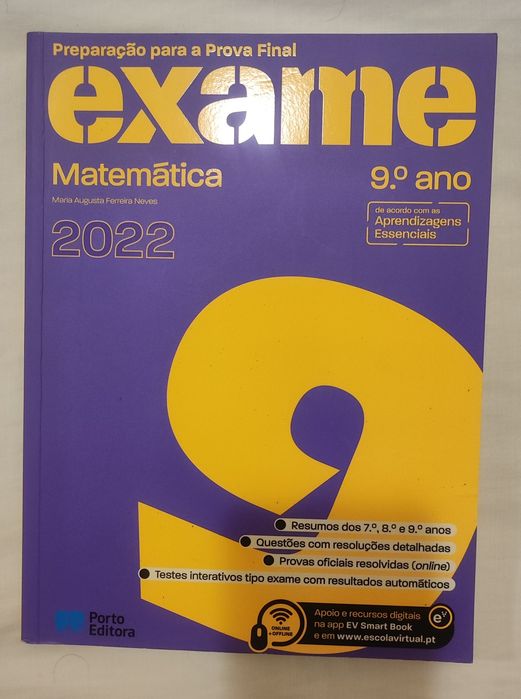 Preparação para a Prova Final
exame
Matemática
9.º ano
Maria Augusta Ferreira Neves
de acordo com as
Aprendizagens
Essenciais
2022
9
Resumos dos 7.º, 8.º e 9.º anos
Questões com resoluções detalhadas
Provas oficiais resolvidas (online)
Testes interativos tipo exame com resultados automáticos
Porto
Editora
ONLINE
+ OFFLINE
Apoio e recursos digitais
na app EV Smart Book
e em www.escolavirtual.pt
ev